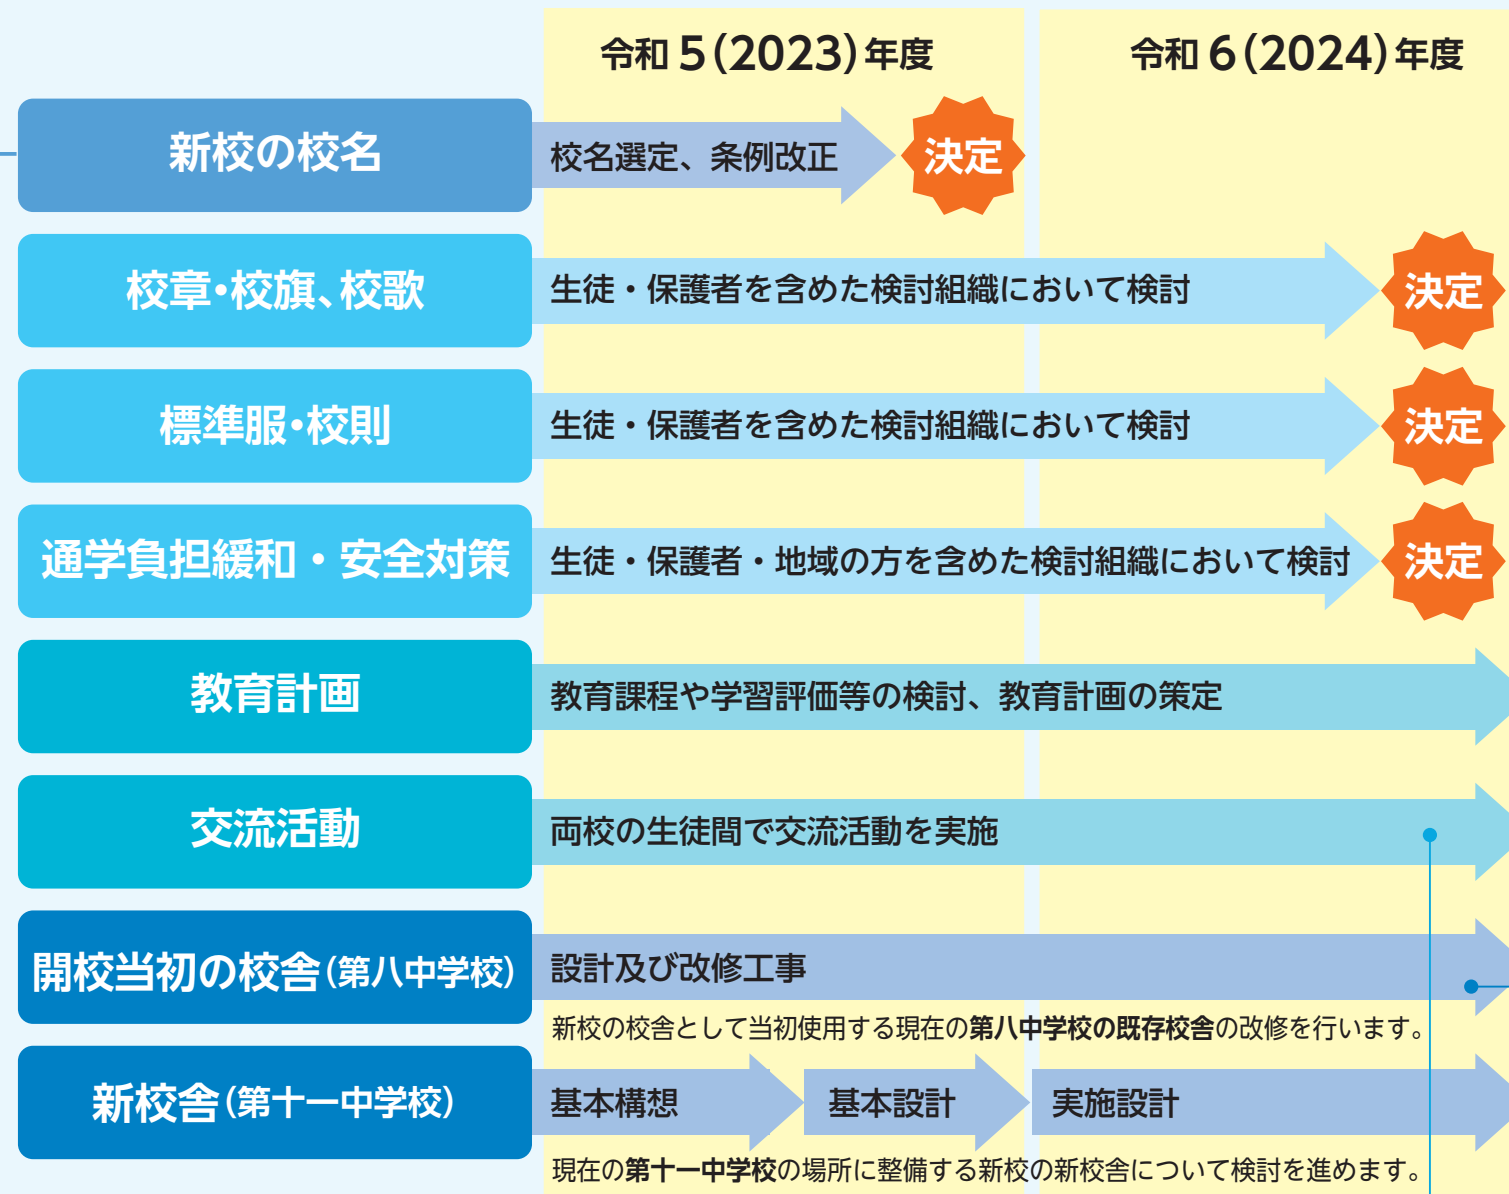 令和5(2023)年度
令和6(2024)年度
新校の校名
校名選定、条例改正
決定
校章・校旗、校歌
生徒・保護者を含めた検討組織において検討
決定
標準服・校則
生徒・保護者を含めた検討組織において検討
決定
通学負担緩和・安全対策
生徒・保護者・地域の方を含めた検討組織において検討
決定
教育計画
教育課程や学習評価等の検討、教育計画の策定
交流活動
両校の生徒間で交流活動を実施
開校当初の校舎(第八中学校)
設計及び改修工事
新校の校舎として当初使用する現在の第八中学校の既存校舎の改修を行います。
新校舎(第十一中学校)
基本構想
基本設計
実施設計
現在の第十一中学校の場所に整備する新校の新校舎について検討を進めます。